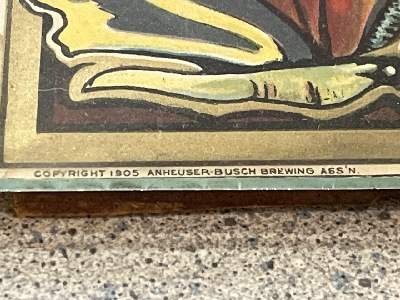 COPYRIGHT 1905 ANHEUSER-BUSCH BREWING ASS'N.